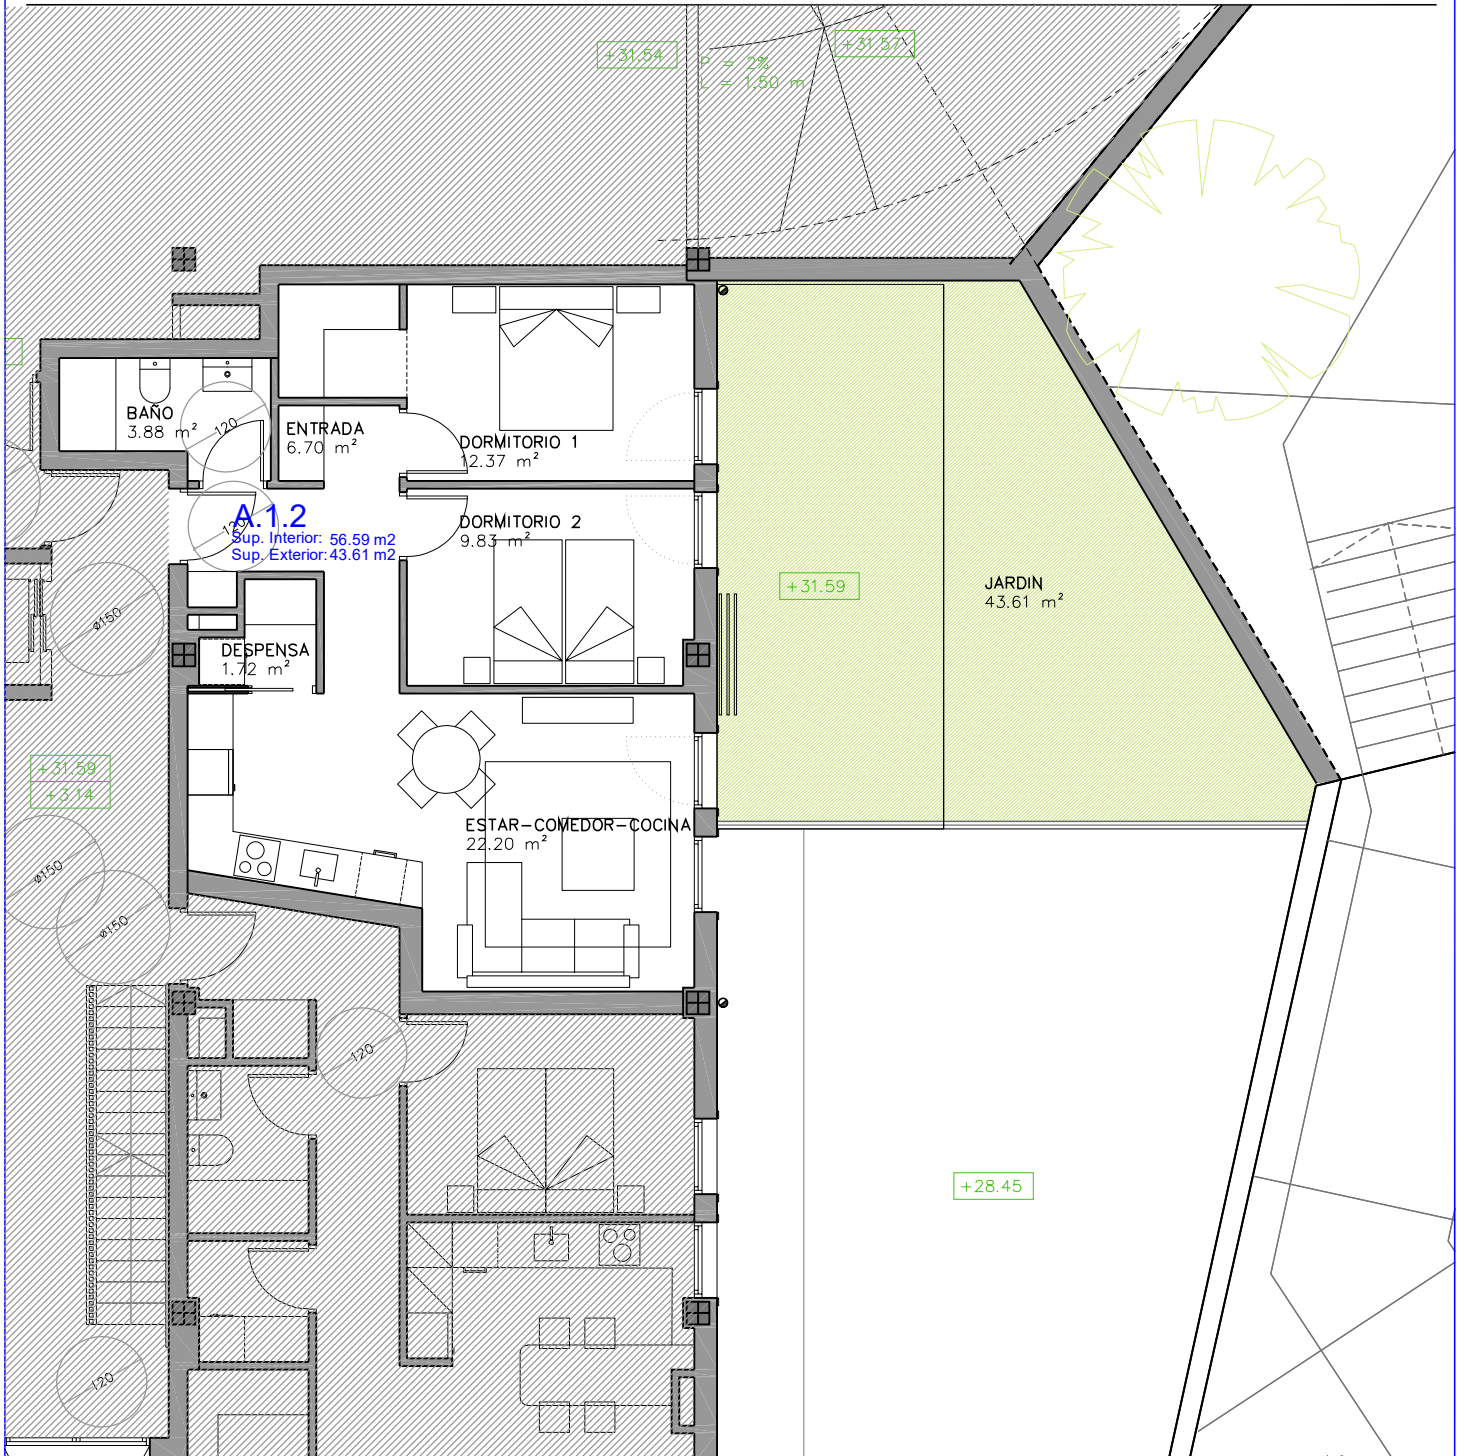 +31.54
+31.57
P = 2%
L = 1,50 m
BAÑO
3.88 m²
120
ENTRADA
6.70 m²
DORMITORIO 1
12.37 m²
A.1.2
120
Sup. Interior: 56.59 m2
Sup. Exterior: 43.61 m2
DORMITORIO 2
9.83 m²
+31.59
JARDIN
43.61 m²
ø150
DESPENSA
1.72 m²
+31.59
+3.14
ESTAR-COMEDOR-COCINA
22.20 m²
ø150
ø150
120
+28.45
120